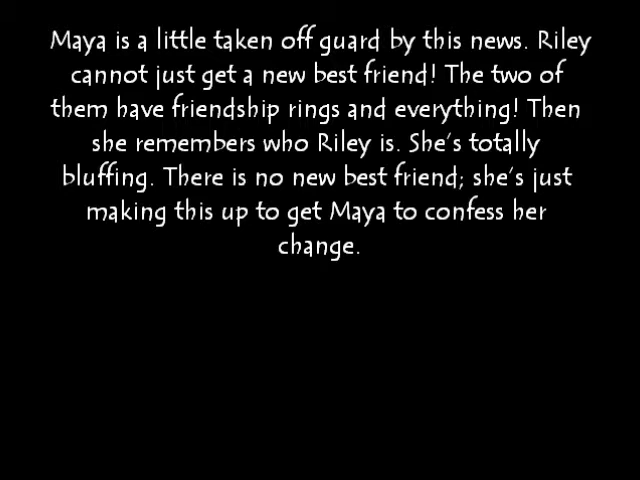 Maya is a little taken off guard by this news. Riley
cannot just get a new best friend! The two of
them have friendship rings and everything! Then
she remembers who Riley is. She's totally
bluffing. There is no new best friend; she's just
making this up to get Maya to confess her
change.